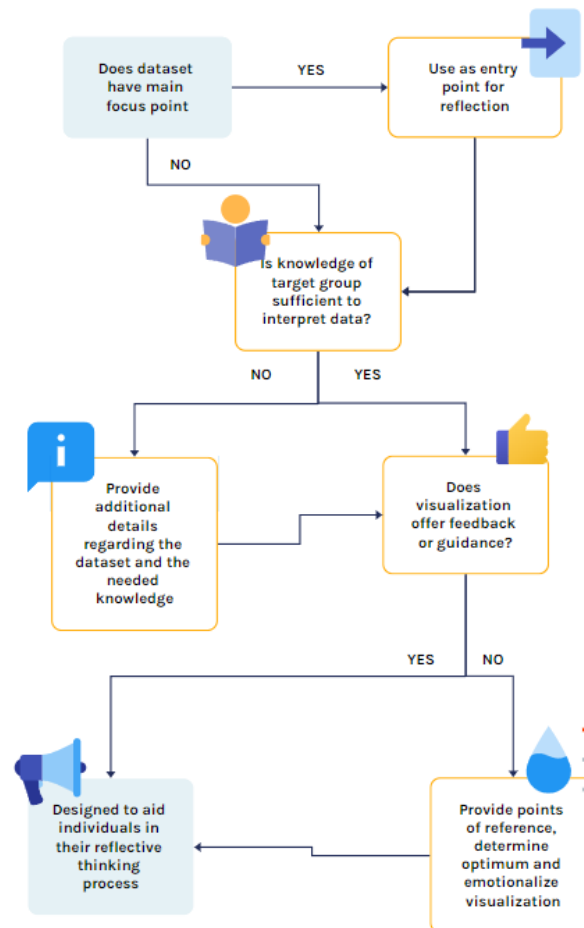 Does dataset
have main
focus point
YES
Use as entry
point for
reflection
NO
Is knowledge of
target group
sufficient to
interpret data?
NO
YES
i
Provide
additional
details
regarding the
dataset and the
needed
knowledge
Does
visualization
offer feedback
or guidance?
YES
NO
Designed to aid
individuals in
their reflective
thinking
process
Provide points
of reference,
determine
optimum and
emotionalize
visualization